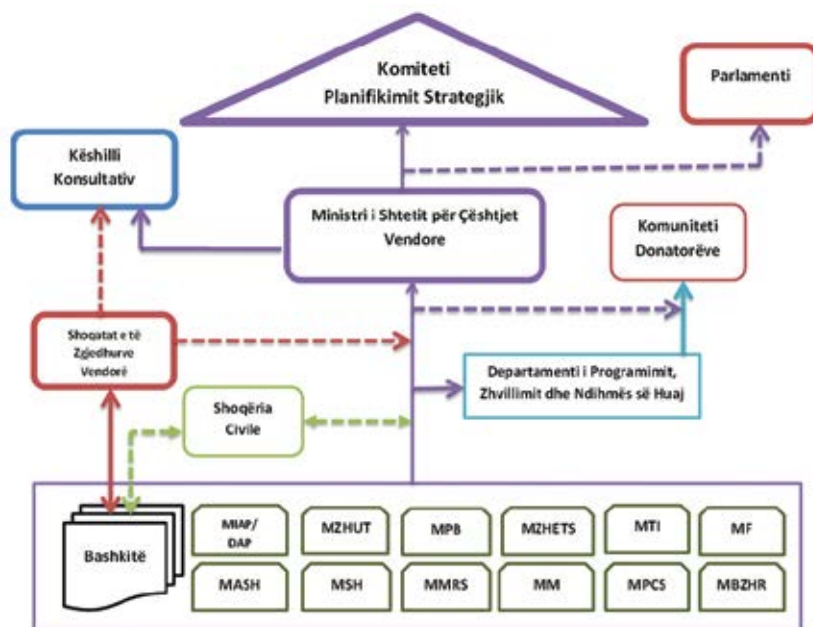 Komiteti
Planifikimit Strategjik
Parlamenti
Këshilli
Konsultativ
Ministri i Shtetit për Çështjet
Vendore
Komuniteti
Donatorëve
Shoqatat e të
Zgjedhurve
Vendorë
Departamenti i Programimit,
Zhvillimit dhe Ndihmës së Huaj
Shoqëria
Civile
Bashkitë
MIAP/
DAP
MZHUT
MPB
MZHETS
MTI
MF
MASH
MSH
MMRS
MM
MPCS
MBZHR